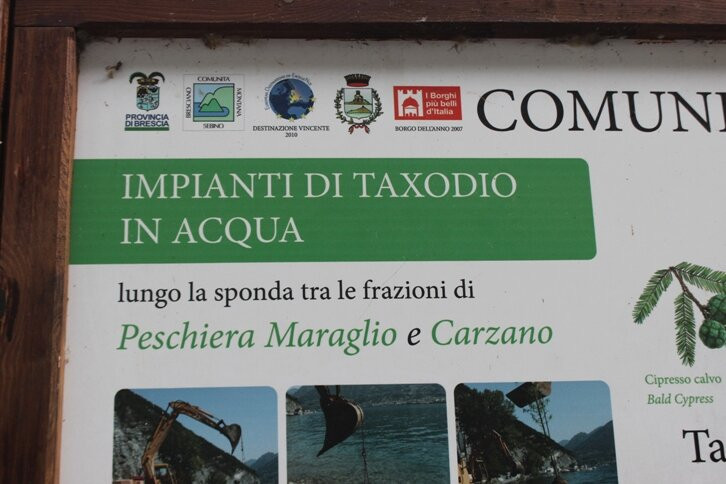 PROVINCIA
DI BRESCIA
COMUNITÀ
MONTANA
SEBINO
BRESCIANO
DESTINAZIONE VINCENTE
2010
I Borghi
più belli
d'Italia
BORGO DELL'ANNO 2007
COMUN
IMPIANTI DI TAXODIO
IN ACQUA
lungo la sponda tra le frazioni di
Peschiera Maraglio e Carzano
Cipresso calvo
Bald Cypress
Ta